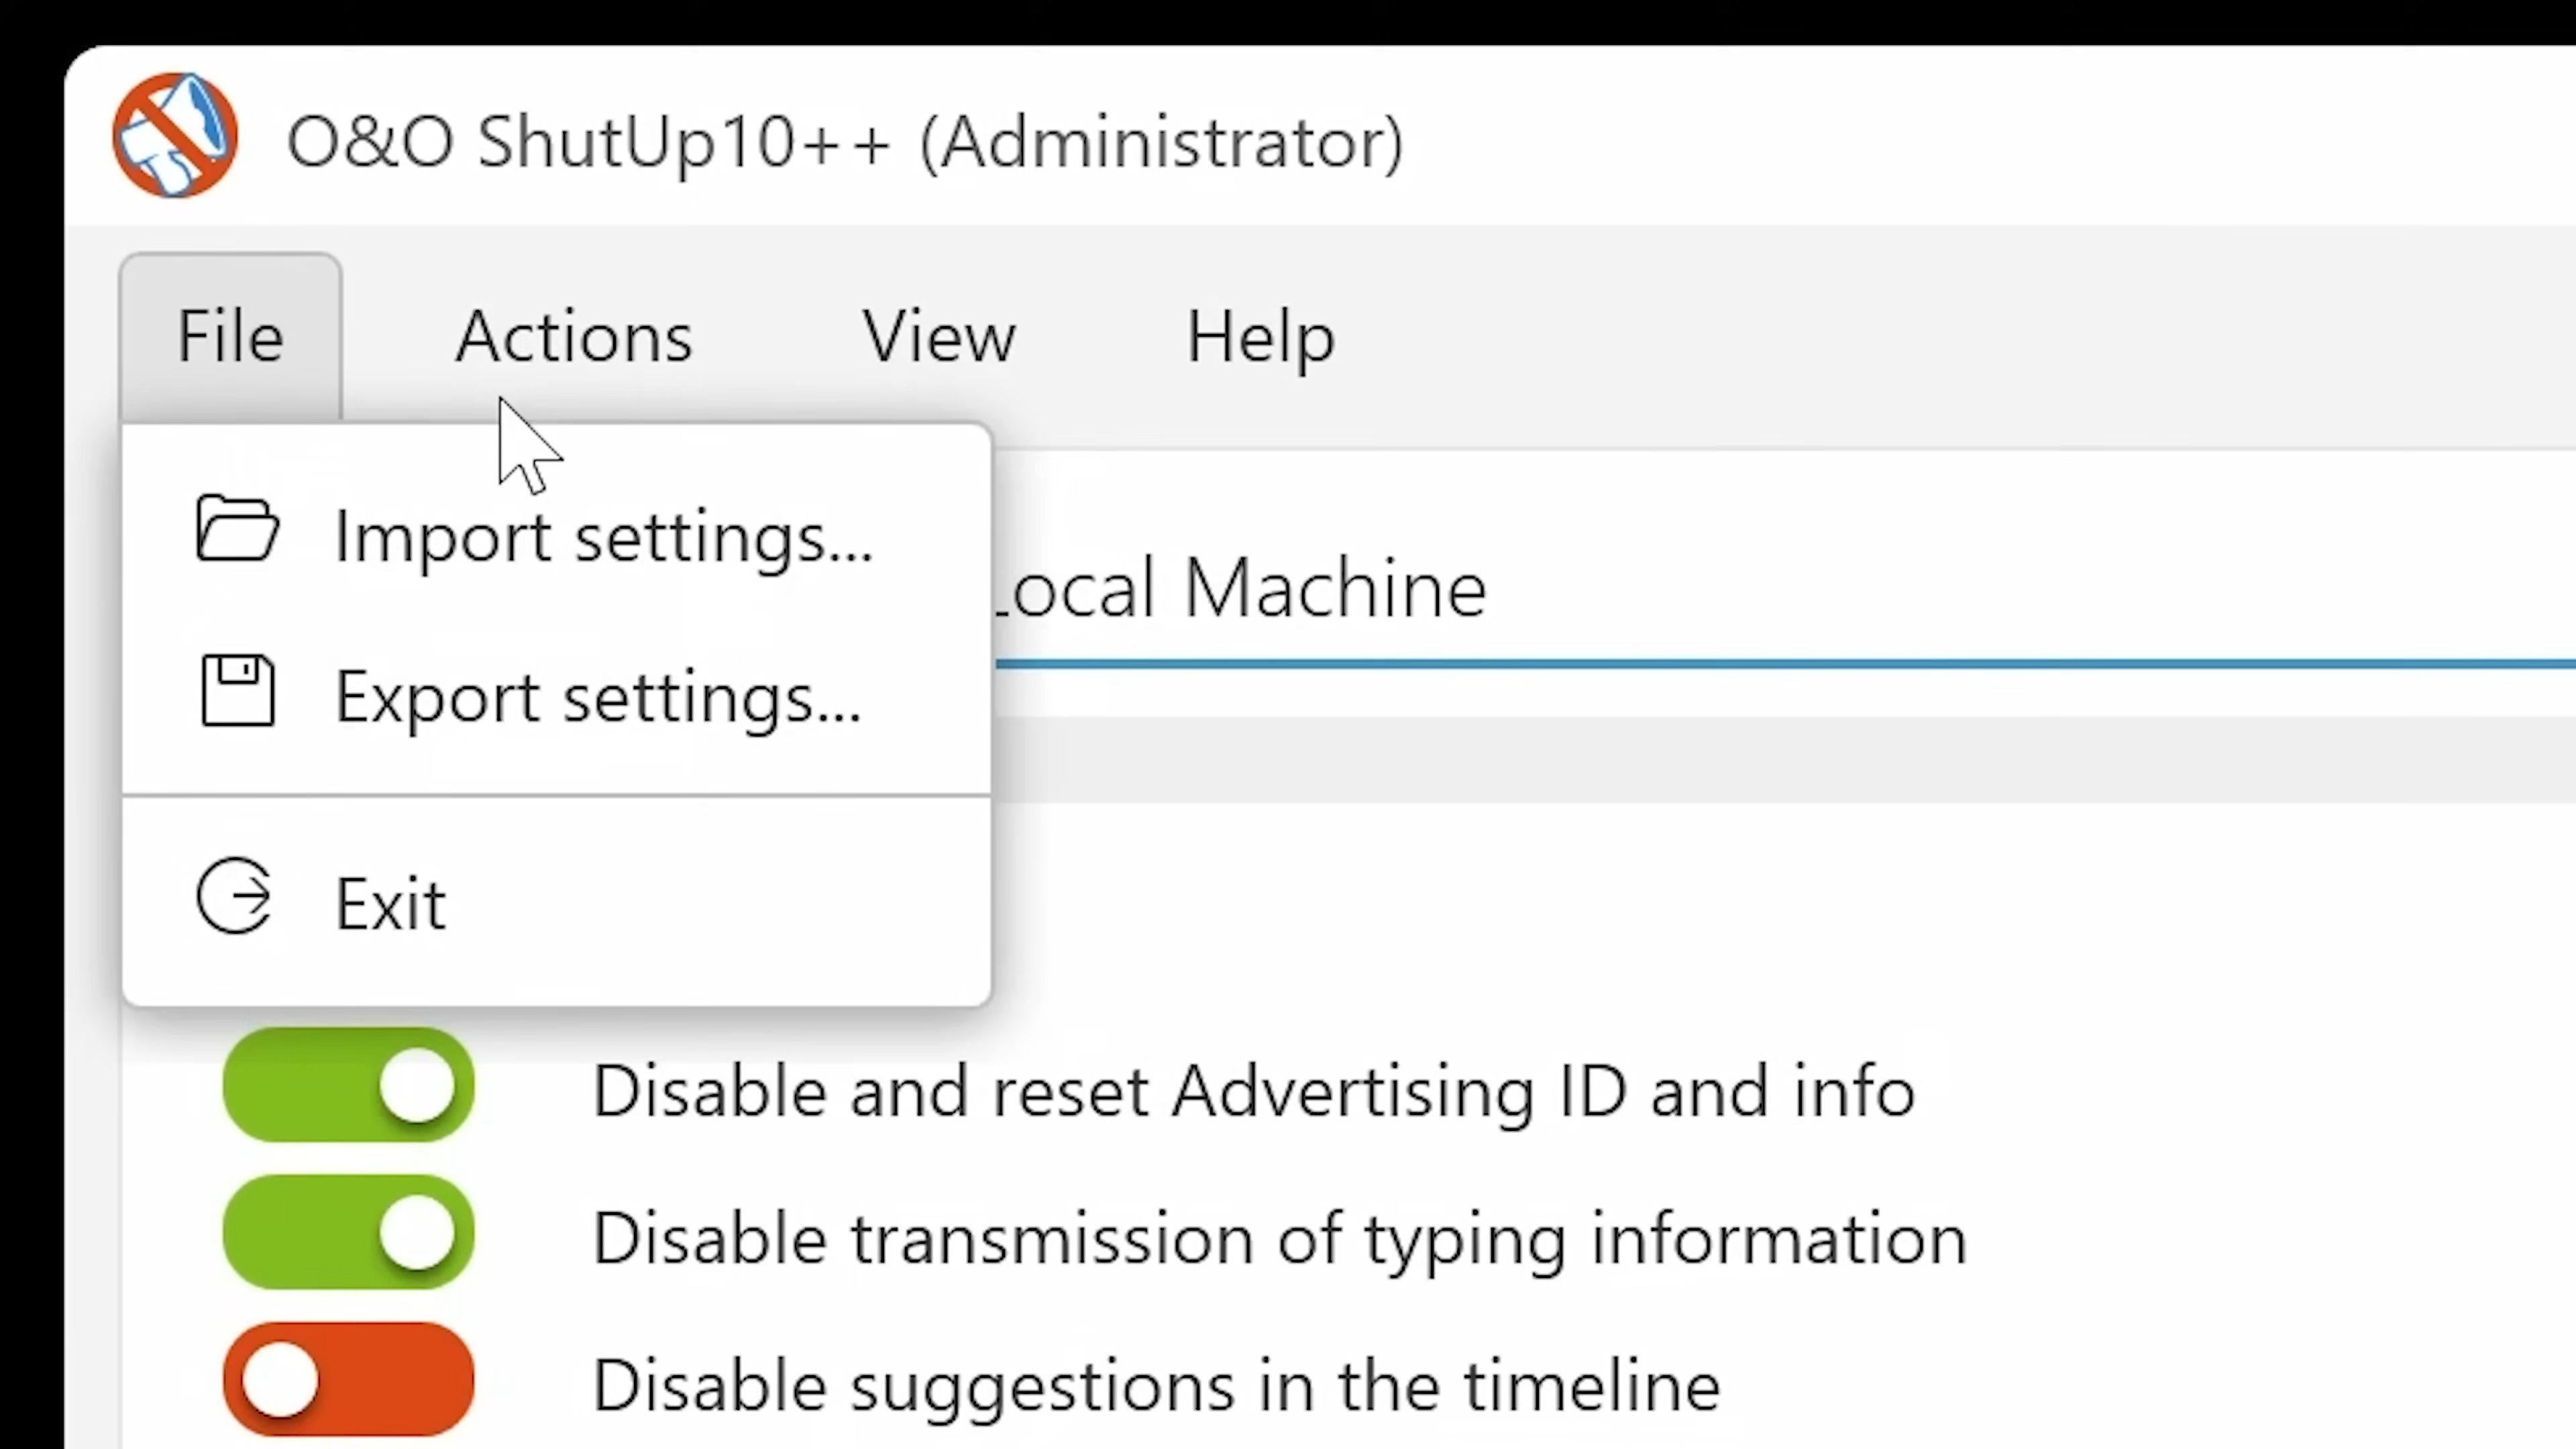 O&O ShutUp10++ (Administrator)
File Actions View Help
Import settings...
Local Machine
Export settings...
Exit
Disable and reset Advertising ID and info
Disable transmission of typing information
Disable suggestions in the timeline